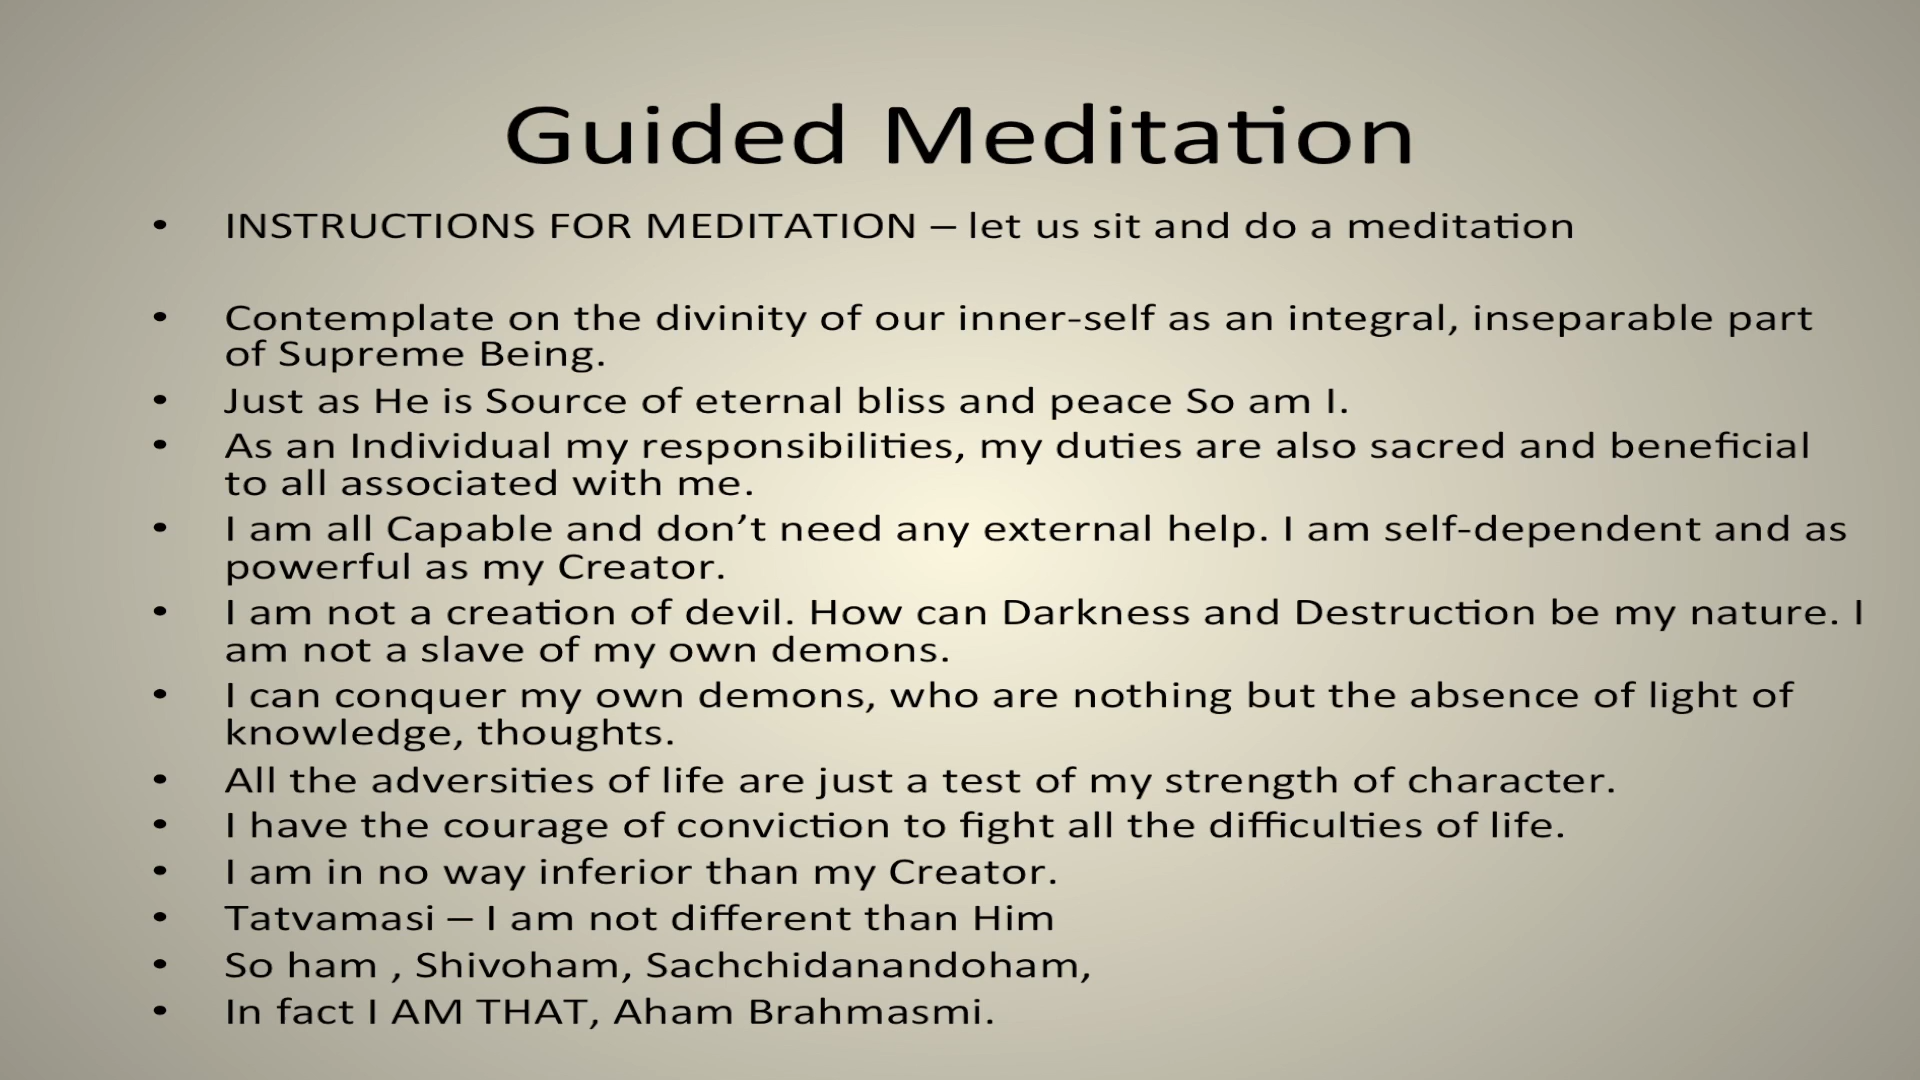 Guided Meditation
• INSTRUCTIONS FOR MEDITATION – let us sit and do a meditation
• Contemplate on the divinity of our inner-self as an integral, inseparable part
of Supreme Being.
• Just as He is Source of eternal bliss and peace So am I.
• As an Individual my responsibilities, my duties are also sacred and beneficial
to all associated with me.
• I am all Capable and don’t need any external help. I am self-dependent and as
powerful as my Creator.
• I am not a creation of devil. How can Darkness and Destruction be my nature. I
am not a slave of my own demons.
• I can conquer my own demons, who are nothing but the absence of light of
knowledge, thoughts.
• All the adversities of life are just a test of my strength of character.
• I have the courage of conviction to fight all the difficulties of life.
• I am in no way inferior than my Creator.
• Tatvamasi – I am not different than Him
• So ham , Shivoham, Sachchidanandoham,
• In fact I AM THAT, Aham Brahmasmi.